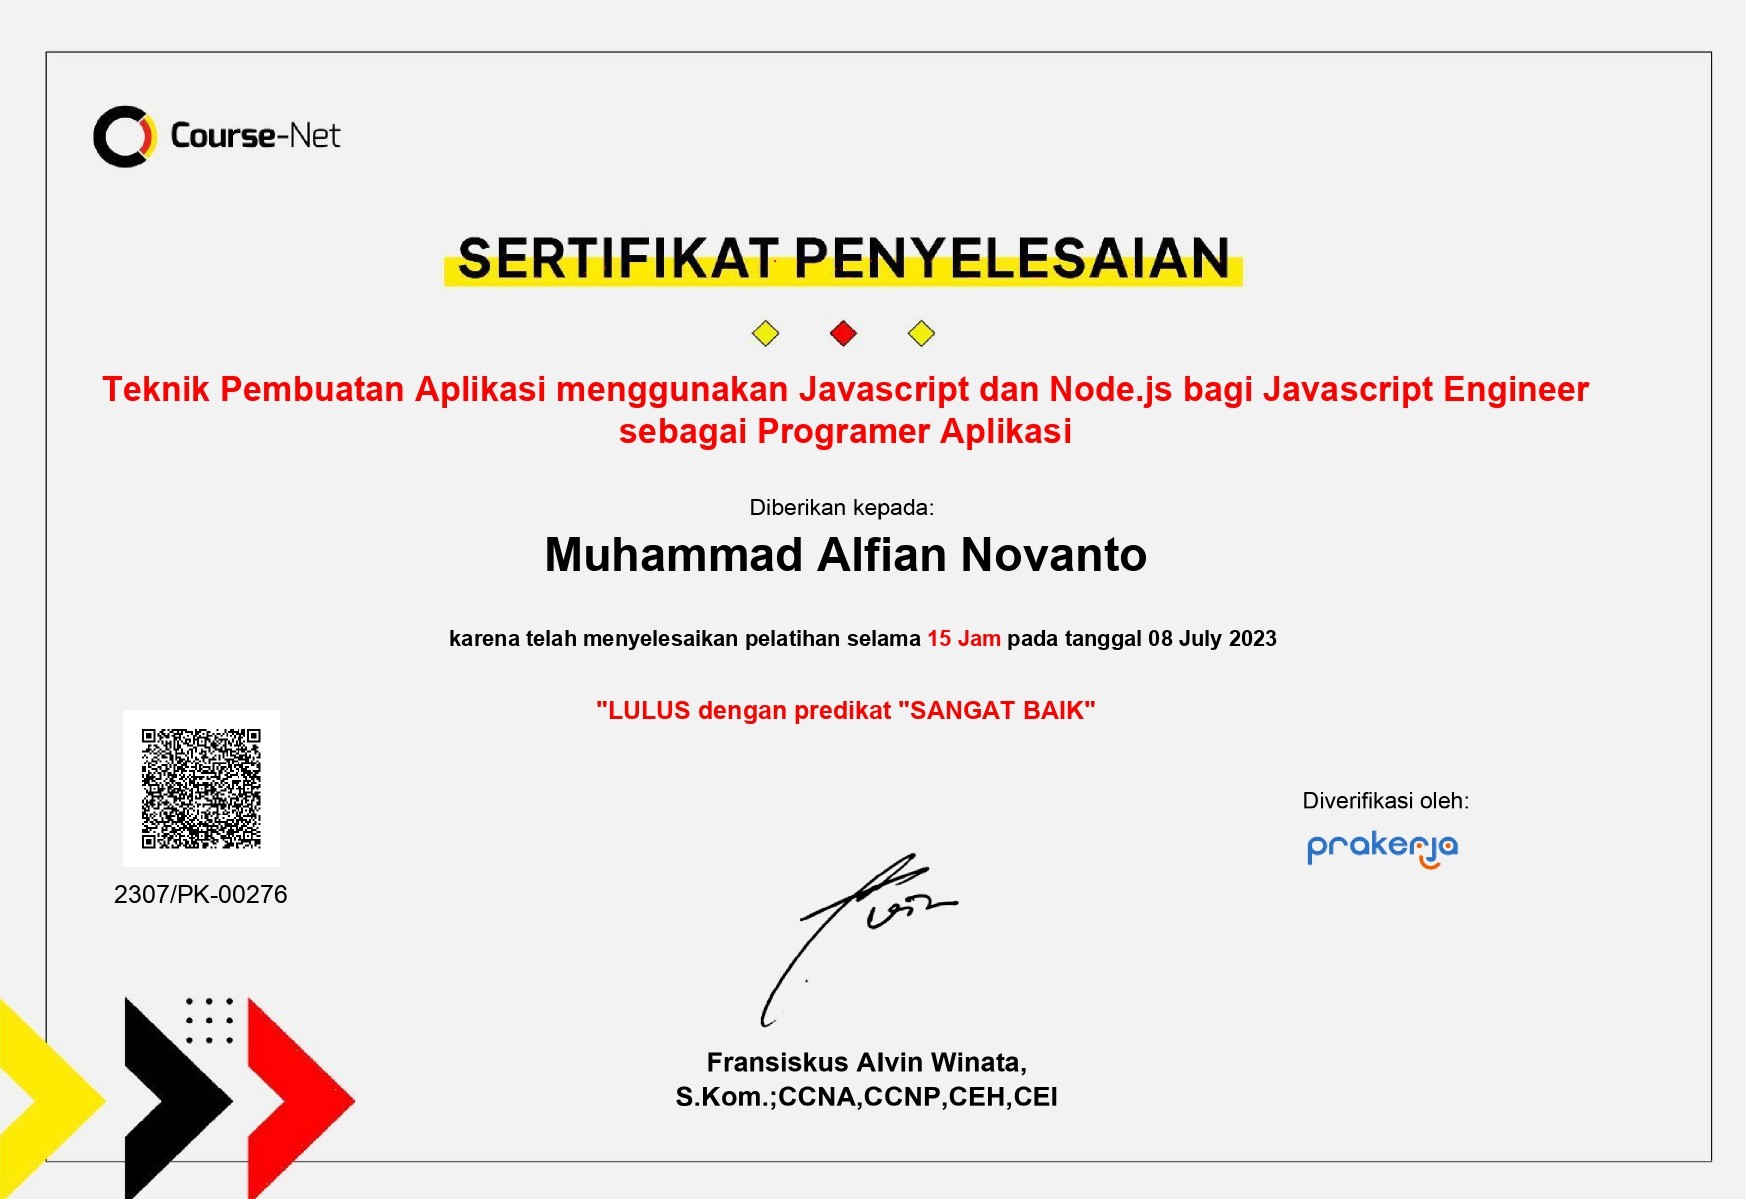 Course-Net
SERTIFIKAT PENYELESAIAN
Teknik Pembuatan Aplikasi menggunakan Javascript dan Node.js bagi Javascript Engineer
sebagai Programer Aplikasi
Diberikan kepada:
Muhammad Alfian Novanto
karena telah menyelesaikan pelatihan selama 15 Jam pada tanggal 08 July 2023
"LULUS dengan predikat "SANGAT BAIK"
2307/PK-00276
Diverifikasi oleh:
prakerja
Fransiskus Alvin Winata,
S.Kom.;CCNA,CCNP,CEH,CEI